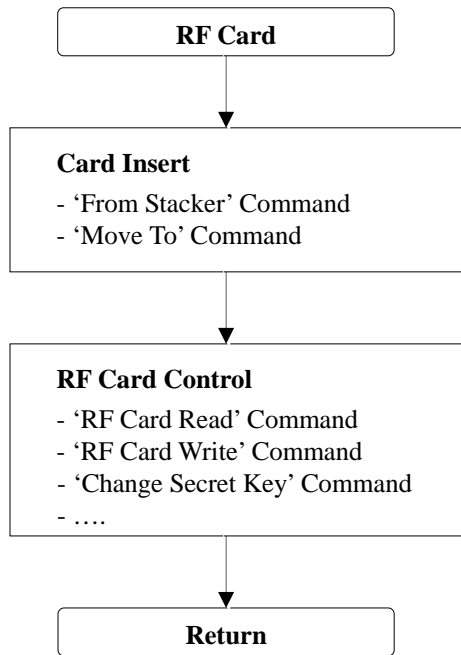 RF Card
Card Insert
- ‘From Stacker’ Command
- ‘Move To’ Command
RF Card Control
- ‘RF Card Read’ Command
- ‘RF Card Write’ Command
- ‘Change Secret Key’ Command
- ….
Return